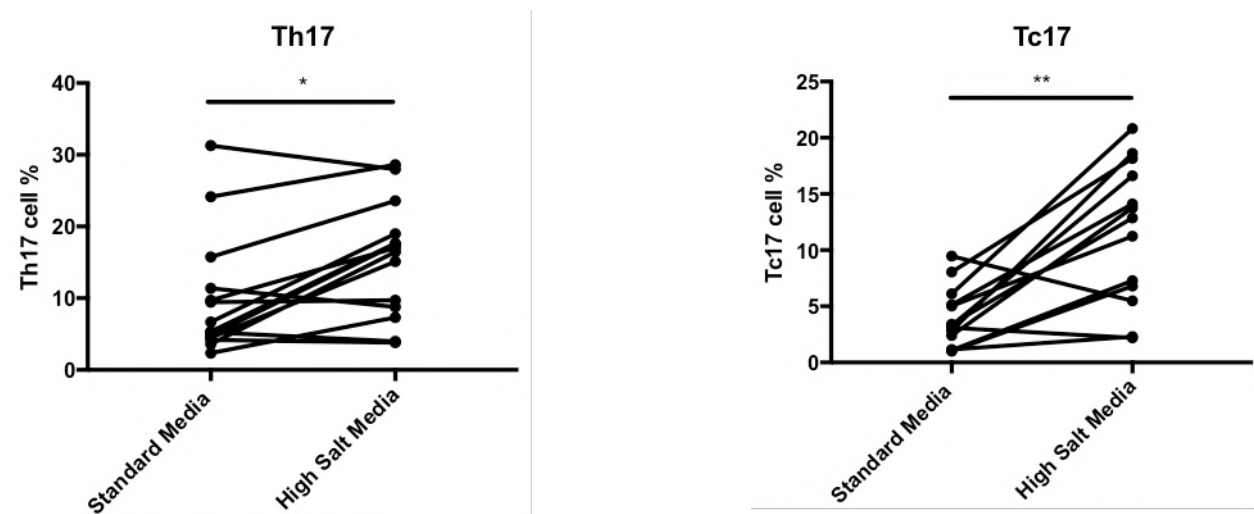 Th17
*
40
30
20
10
0
Th17 cell %
Standard Media
High Salt Media
Tc17
**
25
20
15
10
5
0
Tc17 cell %
Standard Media
High Salt Media